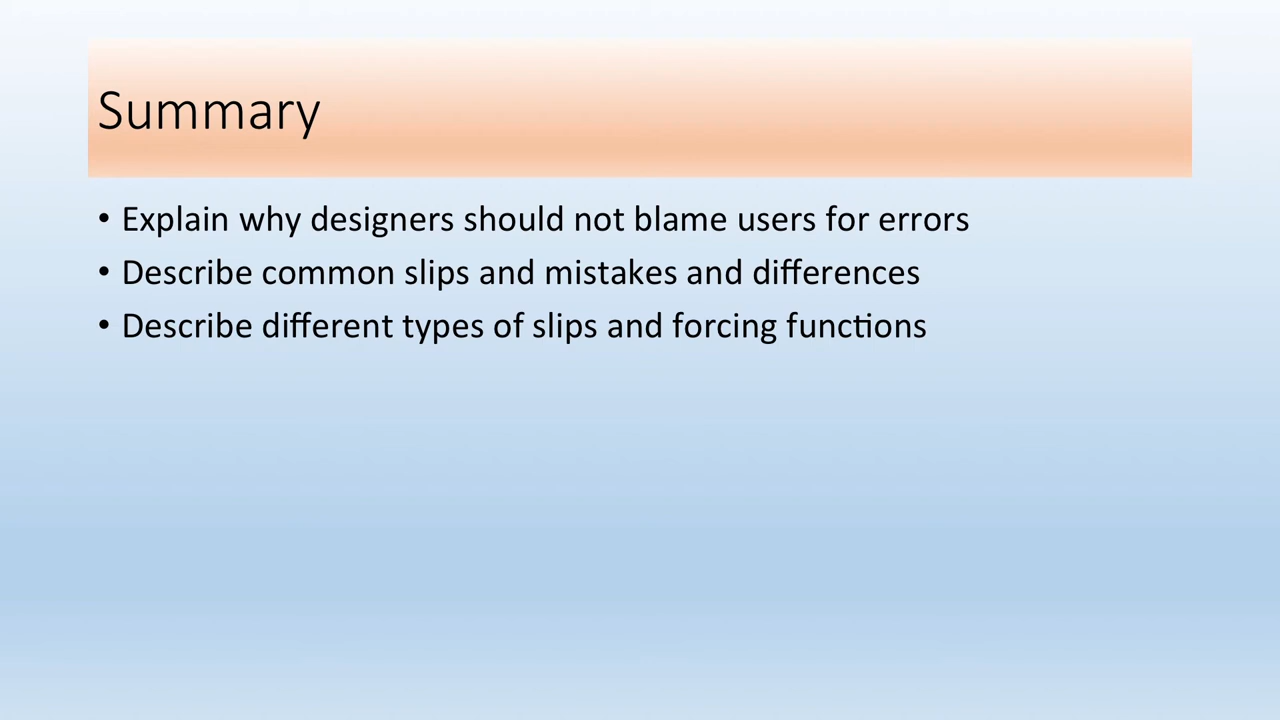 Summary
• Explain why designers should not blame users for errors
• Describe common slips and mistakes and differences
• Describe different types of slips and forcing functions